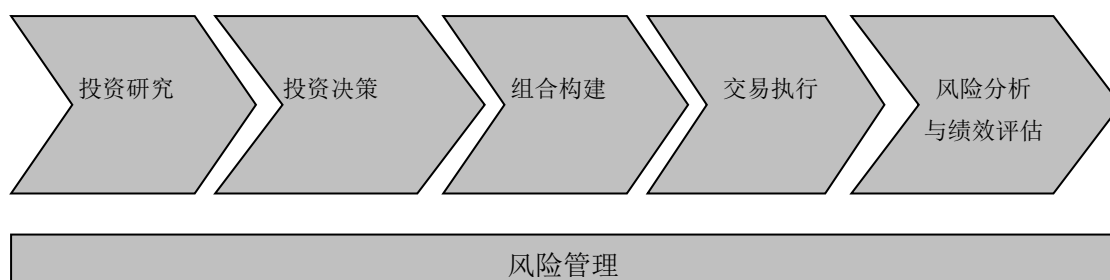 投资研究
投资决策
组合构建
交易执行
风险分析
与绩效评估
风险管理